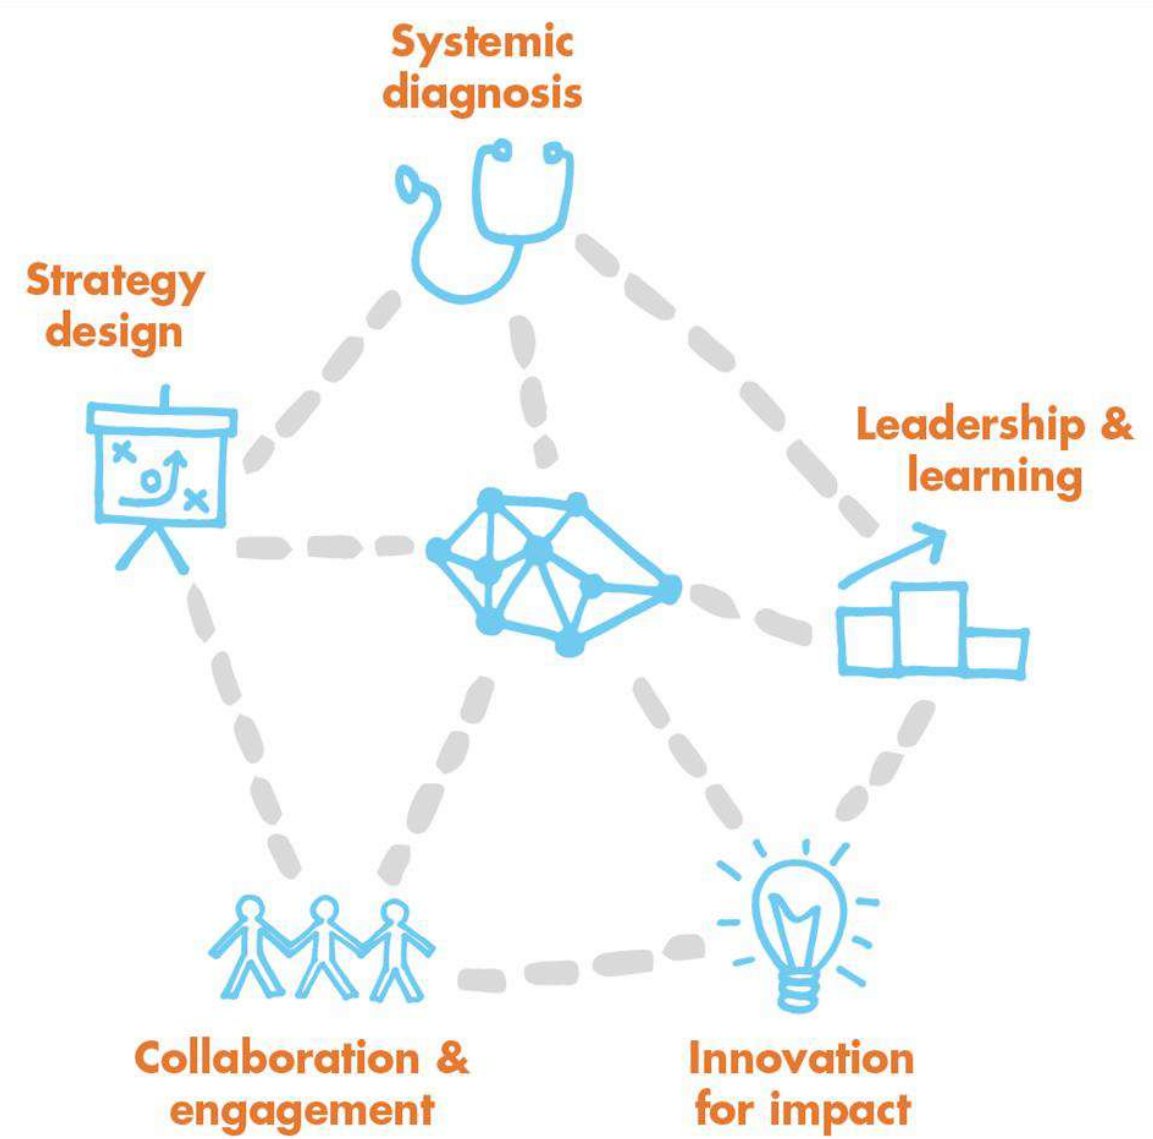 Systemic
diagnosis
Strategy
design
Leadership &
learning
Collaboration &
engagement
Innovation
for impact